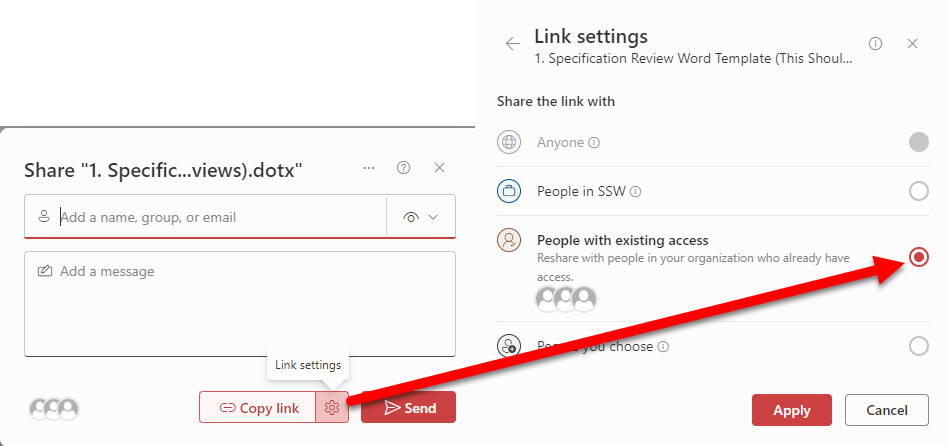 Share "1. Specific...views).dotx"
Add a name, group, or email
Add a message
Link settings
Copy link
Send
Link settings
1. Specification Review Word Template (This Shoul...
Share the link with
Anyone
People in SSW
People with existing access
Reshare with people in your organization who already have
access.
People you choose
Apply
Cancel